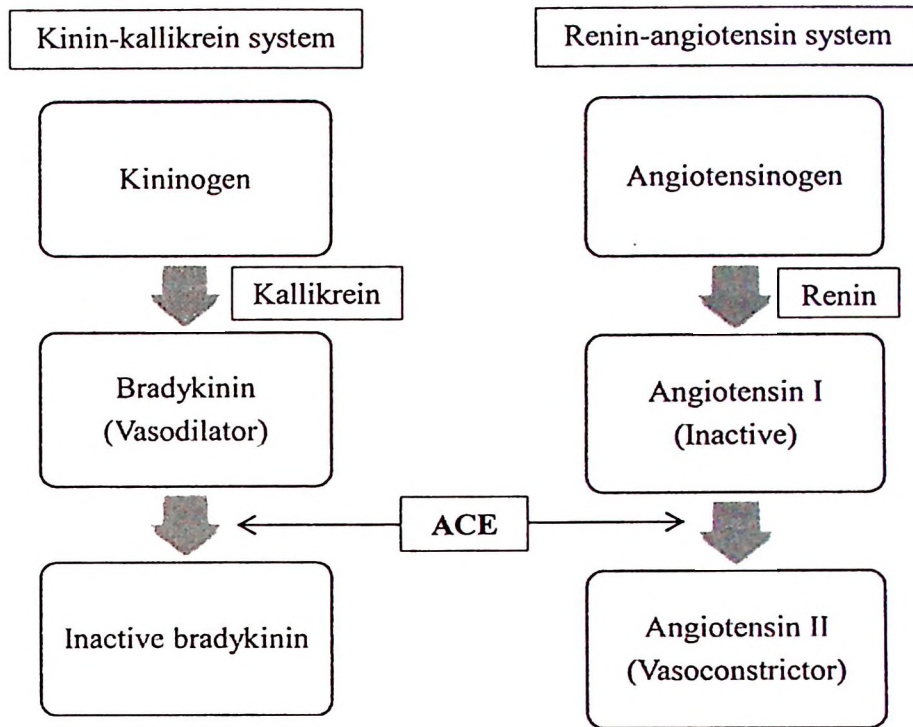 Kinin-kallikrein system
Renin-angiotensin system
Kininogen
Angiotensinogen
Kallikrein
Renin
Bradykinin
(Vasodilator)
Angiotensin I
(Inactive)
ACE
Inactive bradykinin
Angiotensin II
(Vasoconstrictor)